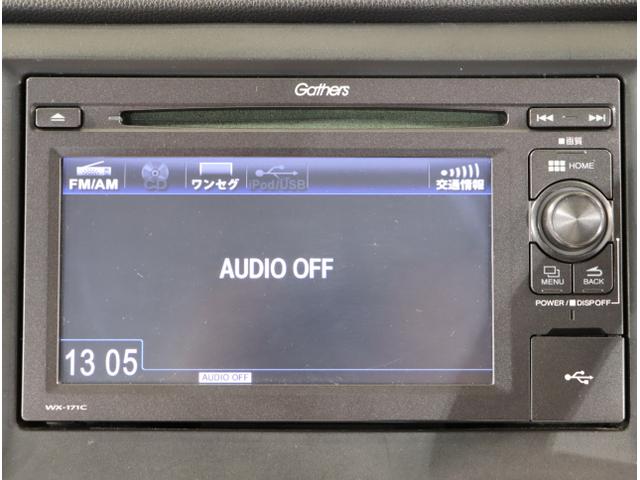 Gathers
■画質
HOME
FM/AM
CD
ワンセグ
iPod/USB
交通情報
AUDIO OFF
MENU
BACK
POWER/■DISP OFF
13 05
AUDIO OFF
WX-171C